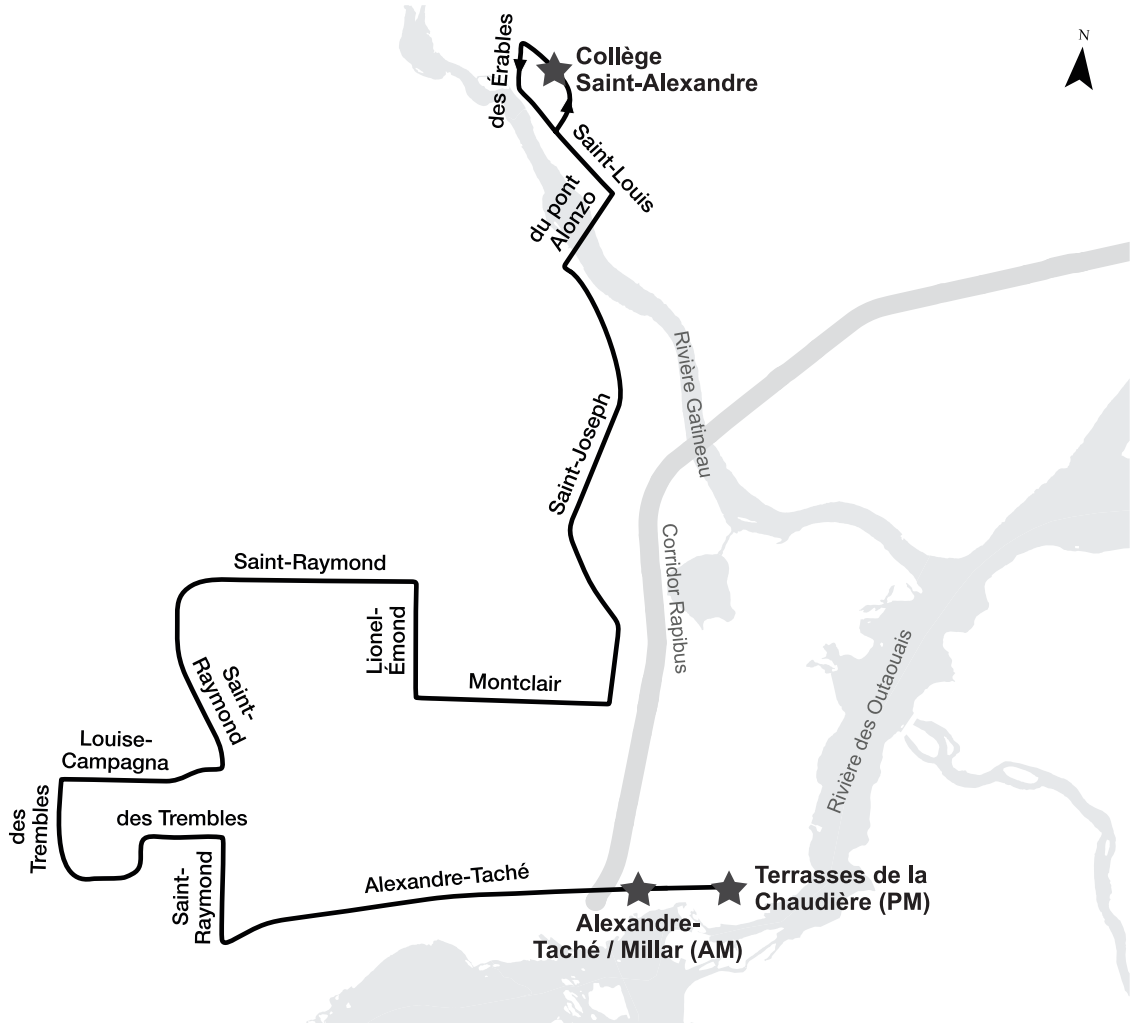 N
Collège
Saint-Alexandre
des Érables
Saint-Louis
du pont
Alonzo
Rivière Gatineau
Saint-Joseph
Corridor Rapibus
Saint-Raymond
Lionel-
Émond
Montclair
Saint-
Raymond
Rivière des Outaouais
Louise-
Campagna
des
Trembles
des Trembles
Saint-
Raymond
Alexandre-Taché
Terrasses de la
Chaudière (PM)
Alexandre-
Taché / Millar (AM)